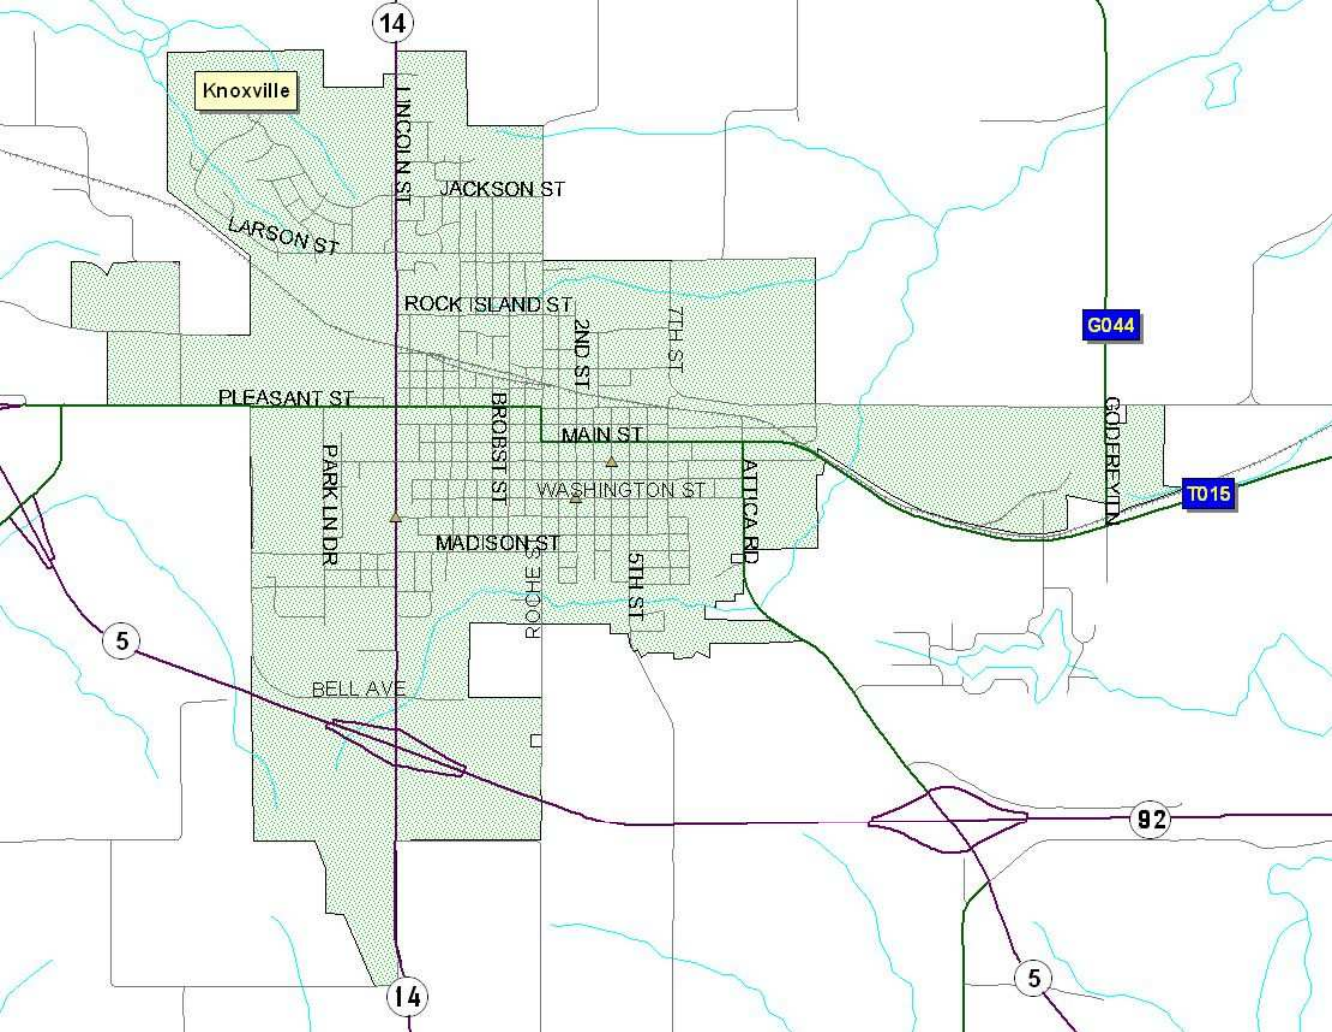 14
Knoxville
LINCOLN ST
JACKSON ST
LARSON ST
ROCK ISLAND ST
2ND ST
7TH ST
G044
PLEASANT ST
BROBST ST
MAIN ST
GODFREY LN
PARK LN DR
ATTICA RD
WASHINGTON ST
T015
MADISON ST
ROCHE S
5TH ST
5
BELL AVE
92
5
14